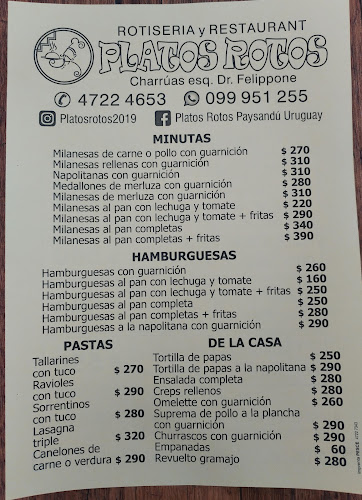 ROTISERIA y RESTAURANT
PLATOS ROTOS
Charrúas esq. Dr. Felippone
4722 4653 099 951 255
Platosrotos2019 Platos Rotos Paysandú Uruguay
MINUTAS
Milanesas de carne o pollo con guarnición $ 270
Milanesas rellenas con guarnición $ 310
Napolitanas con guarnición $ 310
Medallones de merluza con guarnición $ 280
Milanesas de merluza con guarnición $ 310
Milanesas al pan con lechuga y tomate $ 220
Milanesas al pan con lechuga y tomate + fritas $ 290
Milanesas al pan completas $ 340
Milanesas al pan completas + fritas $ 390
HAMBURGUESAS
Hamburguesas con guarnición $ 260
Hamburguesas al pan con lechuga y tomate $ 160
Hamburguesas al pan con lechuga y tomate + fritas $ 250
Hamburguesas al pan completa $ 250
Hamburguesas al pan completas + fritas $ 280
Hamburguesas a la napolitana con guarnición $ 290
PASTAS
Tallarines
con tuco $ 270
Ravioles
con tuco $ 290
Sorrentinos
con tuco $ 280
Lasagna
triple $ 320
Canelones de
carne o verdura $ 290
DE LA CASA
Tortilla de papas $ 250
Tortilla de papas a la napolitana $ 290
Ensalada completa $ 280
Creps rellenos $ 280
Omelette con guarnición $ 260
Suprema de pollo a la plancha
con guarnición $ 290
Churrascos con guarnición $ 290
Empanadas $ 60
Revuelto gramajo $ 280